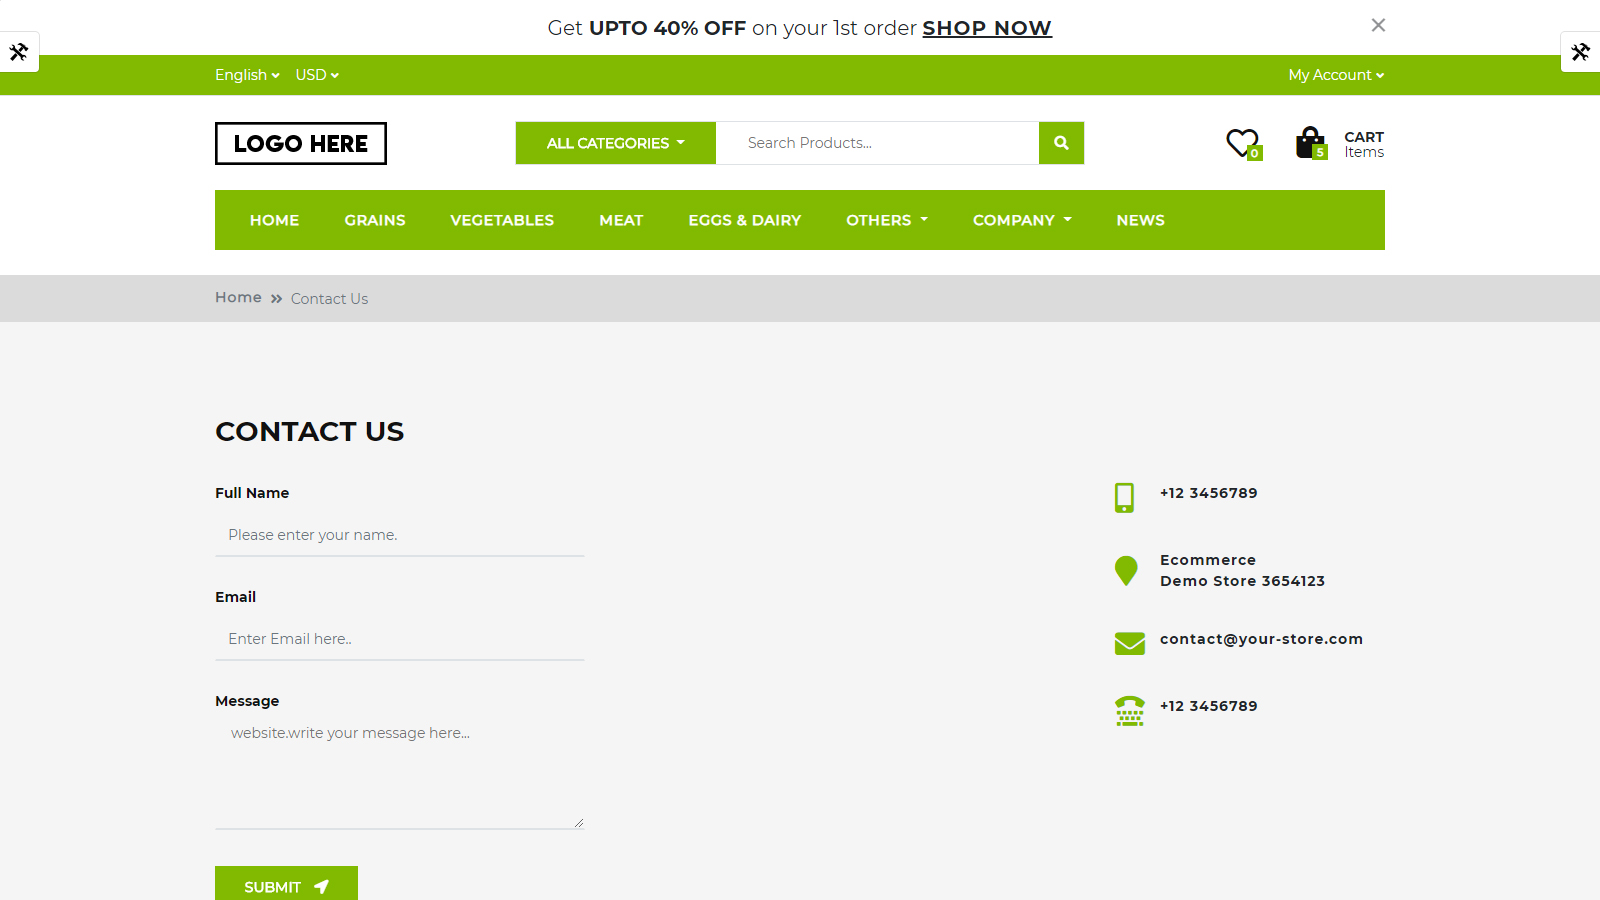 Get UPTO 40% OFF on your 1st order SHOP NOW
×
English USD My Account
LOGO HERE
ALL CATEGORIES
Search Products...
0
5
CART
Items
HOME GRAINS VEGETABLES MEAT EGGS & DAIRY OTHERS COMPANY NEWS
Home » Contact Us
CONTACT US
Full Name
Please enter your name.
Email
Enter Email here..
Message
website.write your message here...
SUBMIT
+12 3456789
Ecommerce
Demo Store 3654123
contact@your-store.com
+12 3456789